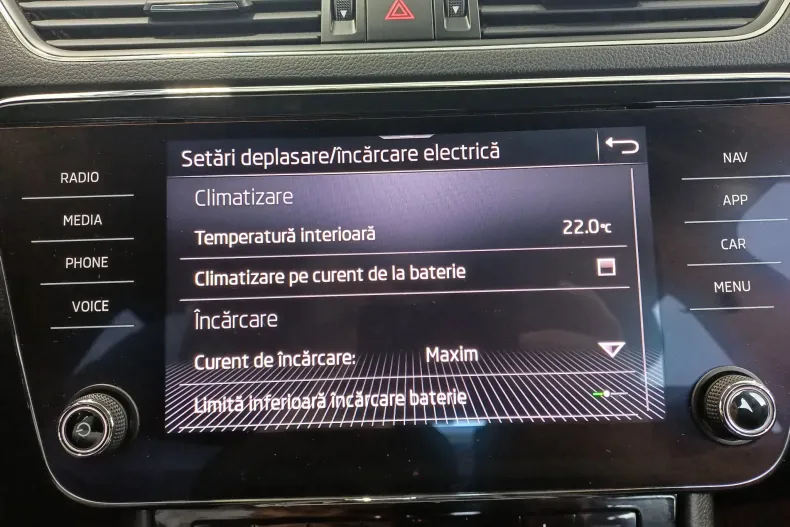 RADIO
MEDIA
PHONE
VOICE
Setări deplasare/încărcare electrică
Climatizare
Temperatură interioară 22.0°C
Climatizare pe curent de la baterie
Încărcare
Curent de încărcare: Maxim
Limită inferioară încărcare baterie
NAV
APP
CAR
MENU